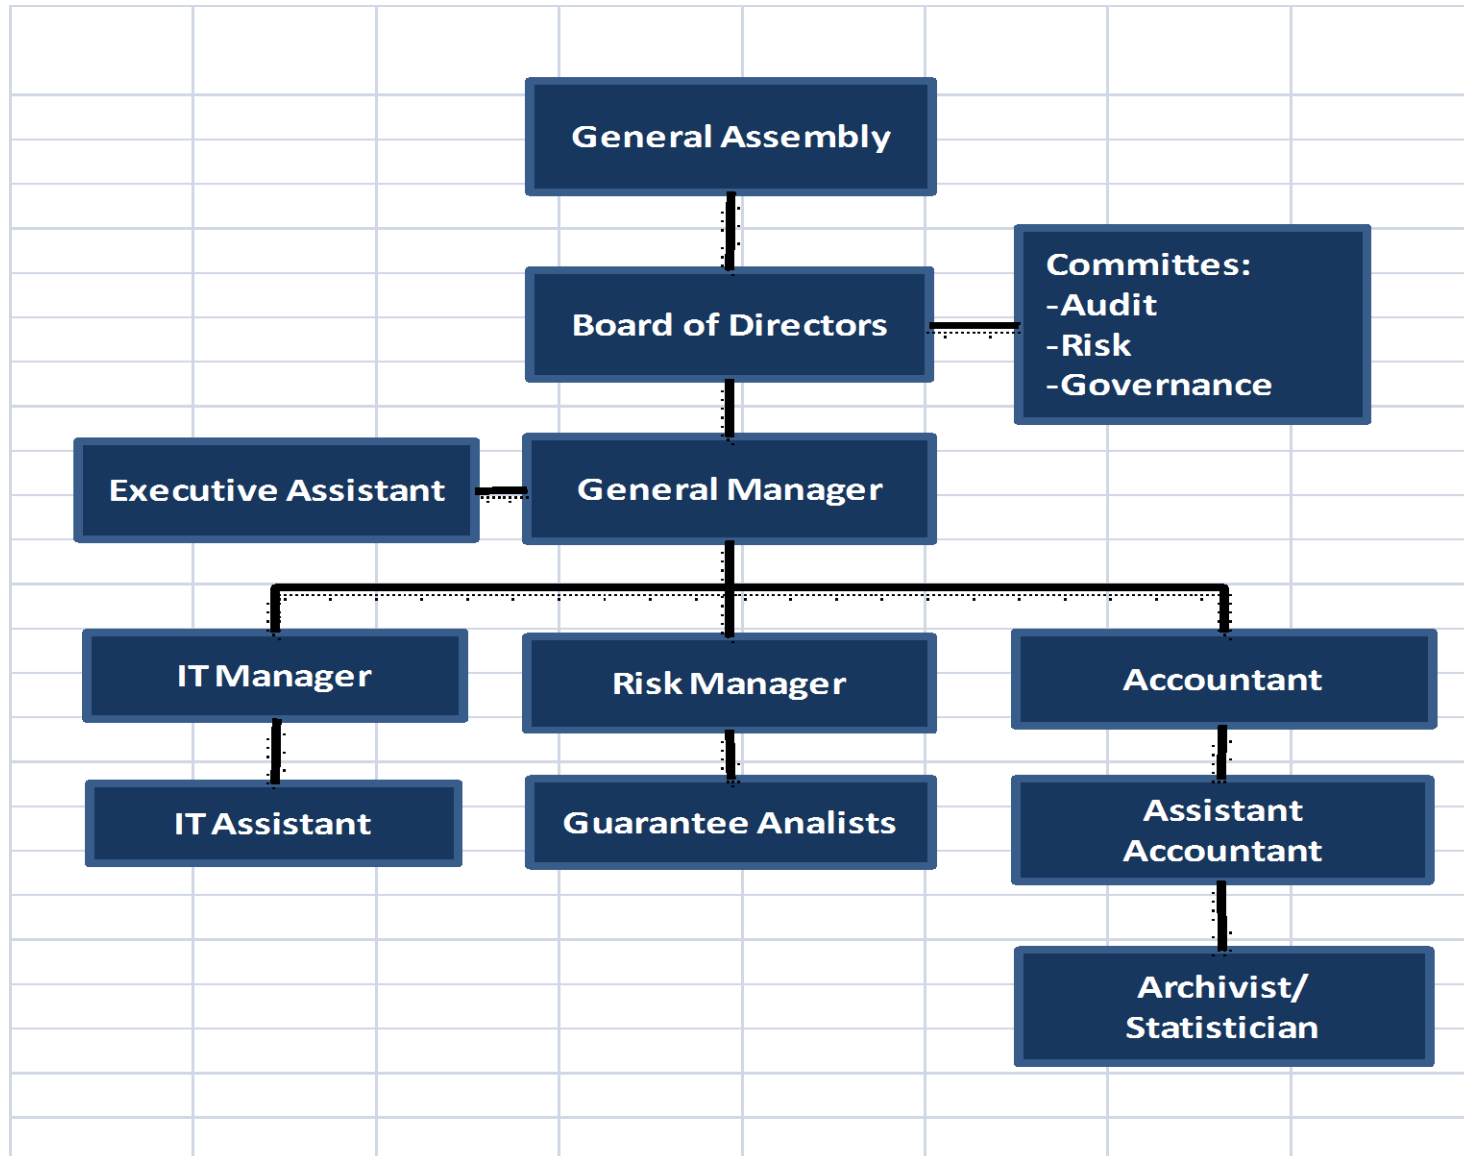 General Assembly
Committes:
-Audit
-Risk
-Governance
Board of Directors
Executive Assistant
General Manager
IT Manager
Risk Manager
Accountant
IT Assistant
Guarantee Analists
Assistant
Accountant
Archivist/
Statistician